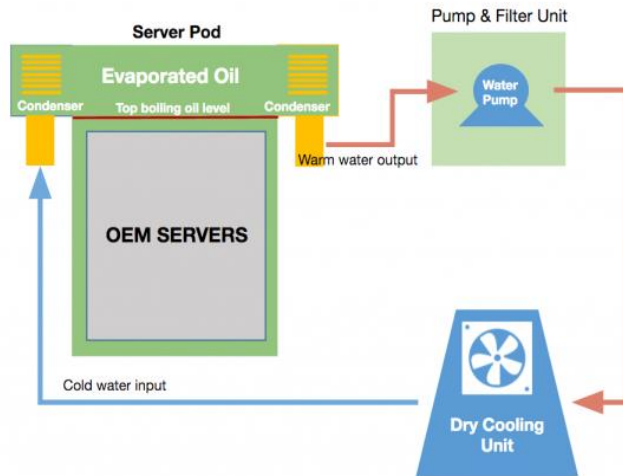 Pump & Filter Unit
Server Pod
Evaporated Oil
Condenser
Top boiling oil level
Condenser
Water
Pump
Warm water output
OEM SERVERS
Cold water input
Dry Cooling
Unit